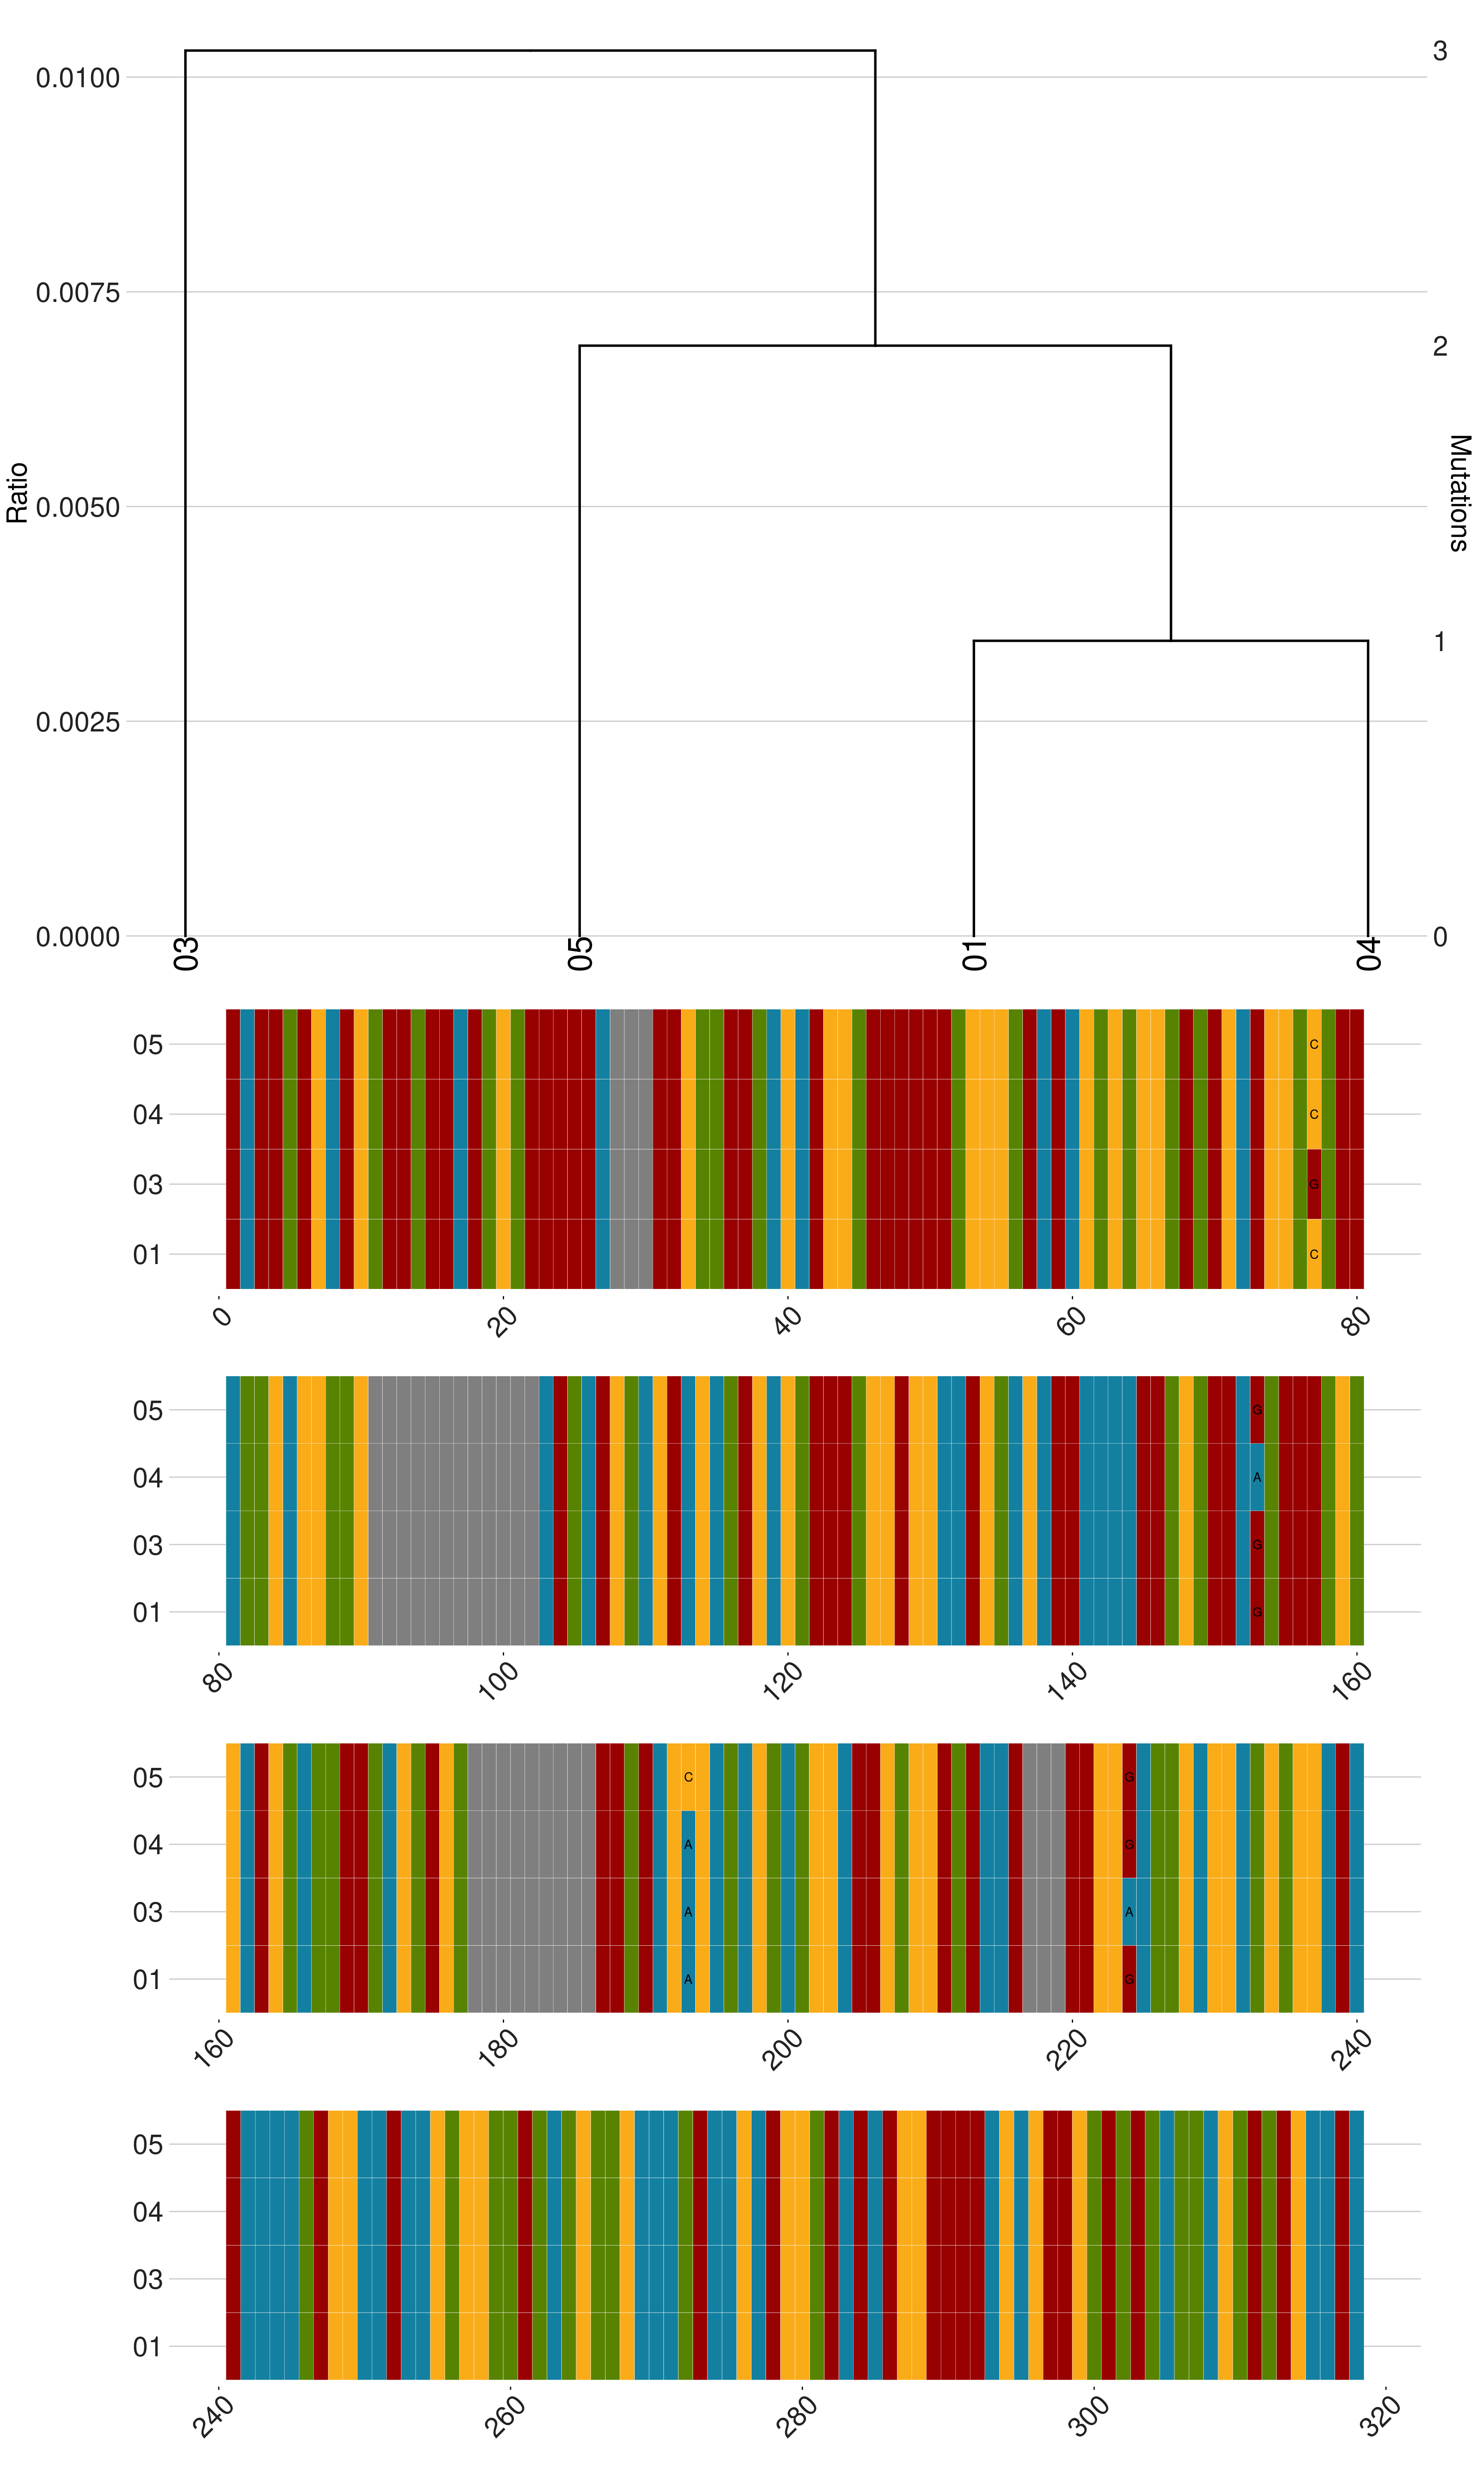 3
0.0100
0.0075
2
Ratio
Mutations
0.0050
1
0.0025
0.0000
0
03 05 01 04
05 C
04 C
03 G
01 C
0 20 40 60 80
05 G
04 A
03 G
01 G
80 100 120 140 160
05 C G
04 A G
03 A A
01 A G
160 180 200 220 240
05
04
03
01
240 260 280 300 320